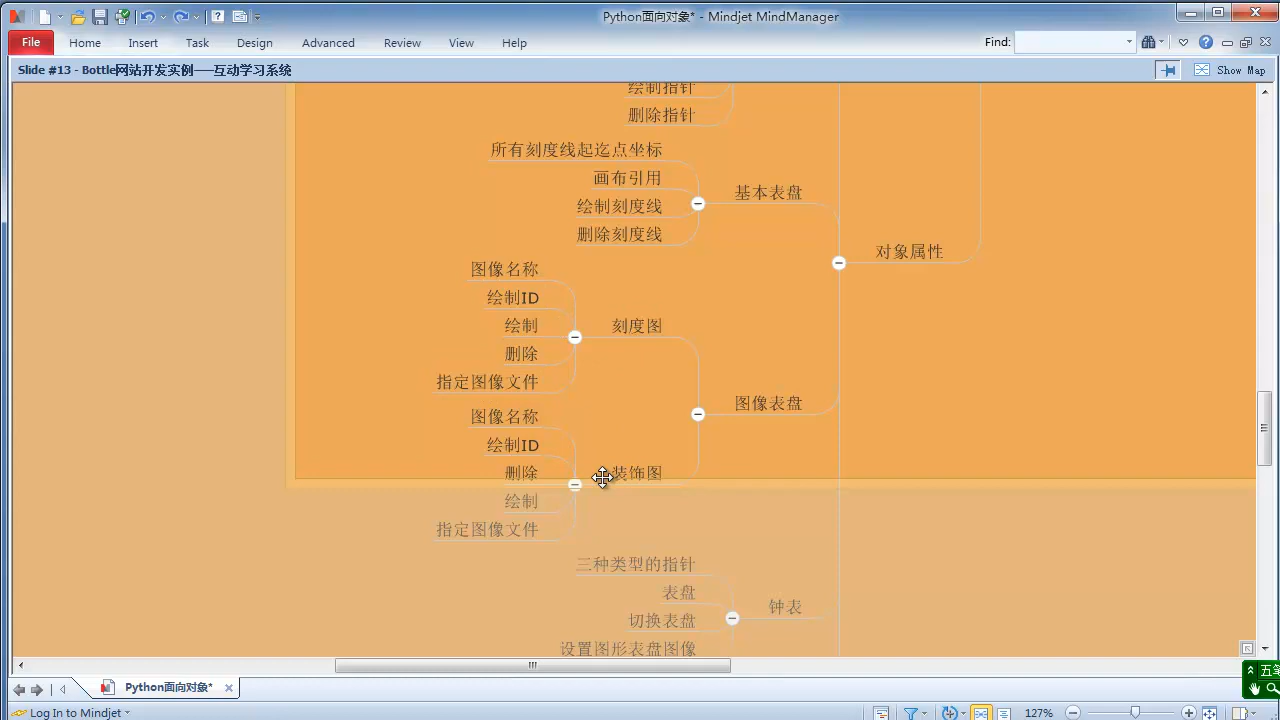 Python面向对象* - Mindjet MindManager
File Home Insert Task Design Advanced Review View Help Find:
Slide #13 - Bottle网站开发实例——互动学习系统
Show Map
绘制指针
删除指针
所有刻度线起迄点坐标
画布引用
绘制刻度线
删除刻度线
基本表盘
对象属性
图像名称
绘制ID
绘制
删除
指定图像文件
刻度图
图像表盘
图像名称
绘制ID
删除
绘制
指定图像文件
装饰图
三种类型的指针
表盘
切换表盘
设置图形表盘图像
钟表
五笔
Python面向对象*
Log In to Mindjet
127%